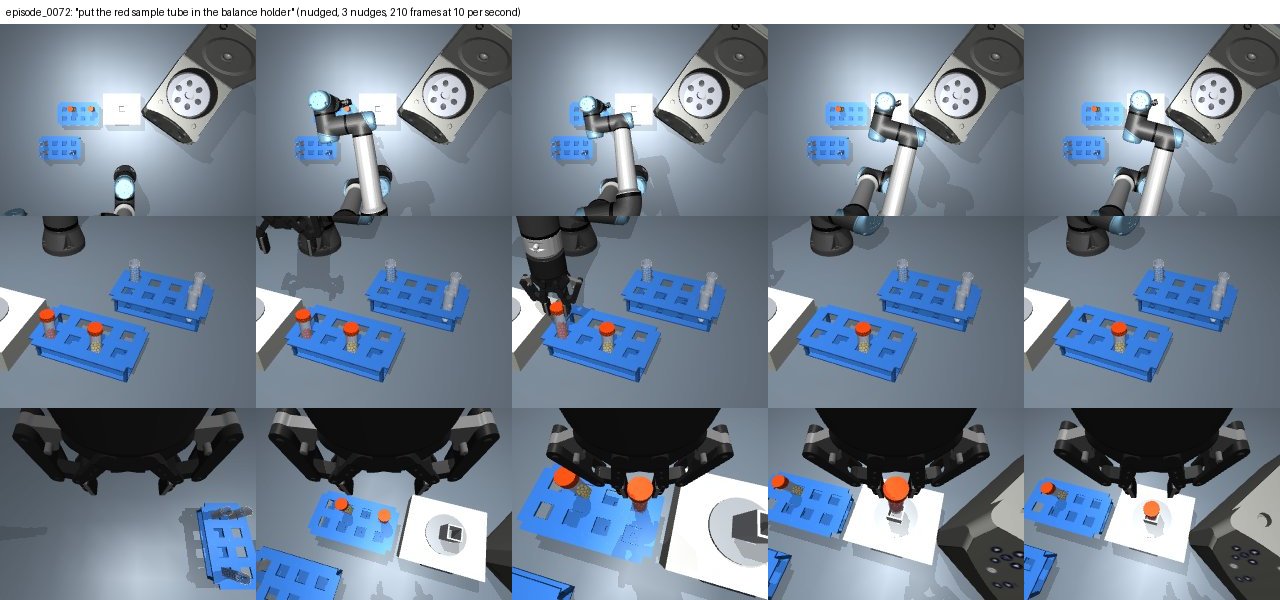 episode_0072: "put the red sample tube in the balance holder" (nudged, 3 nudges, 210 frames at 10 per second)